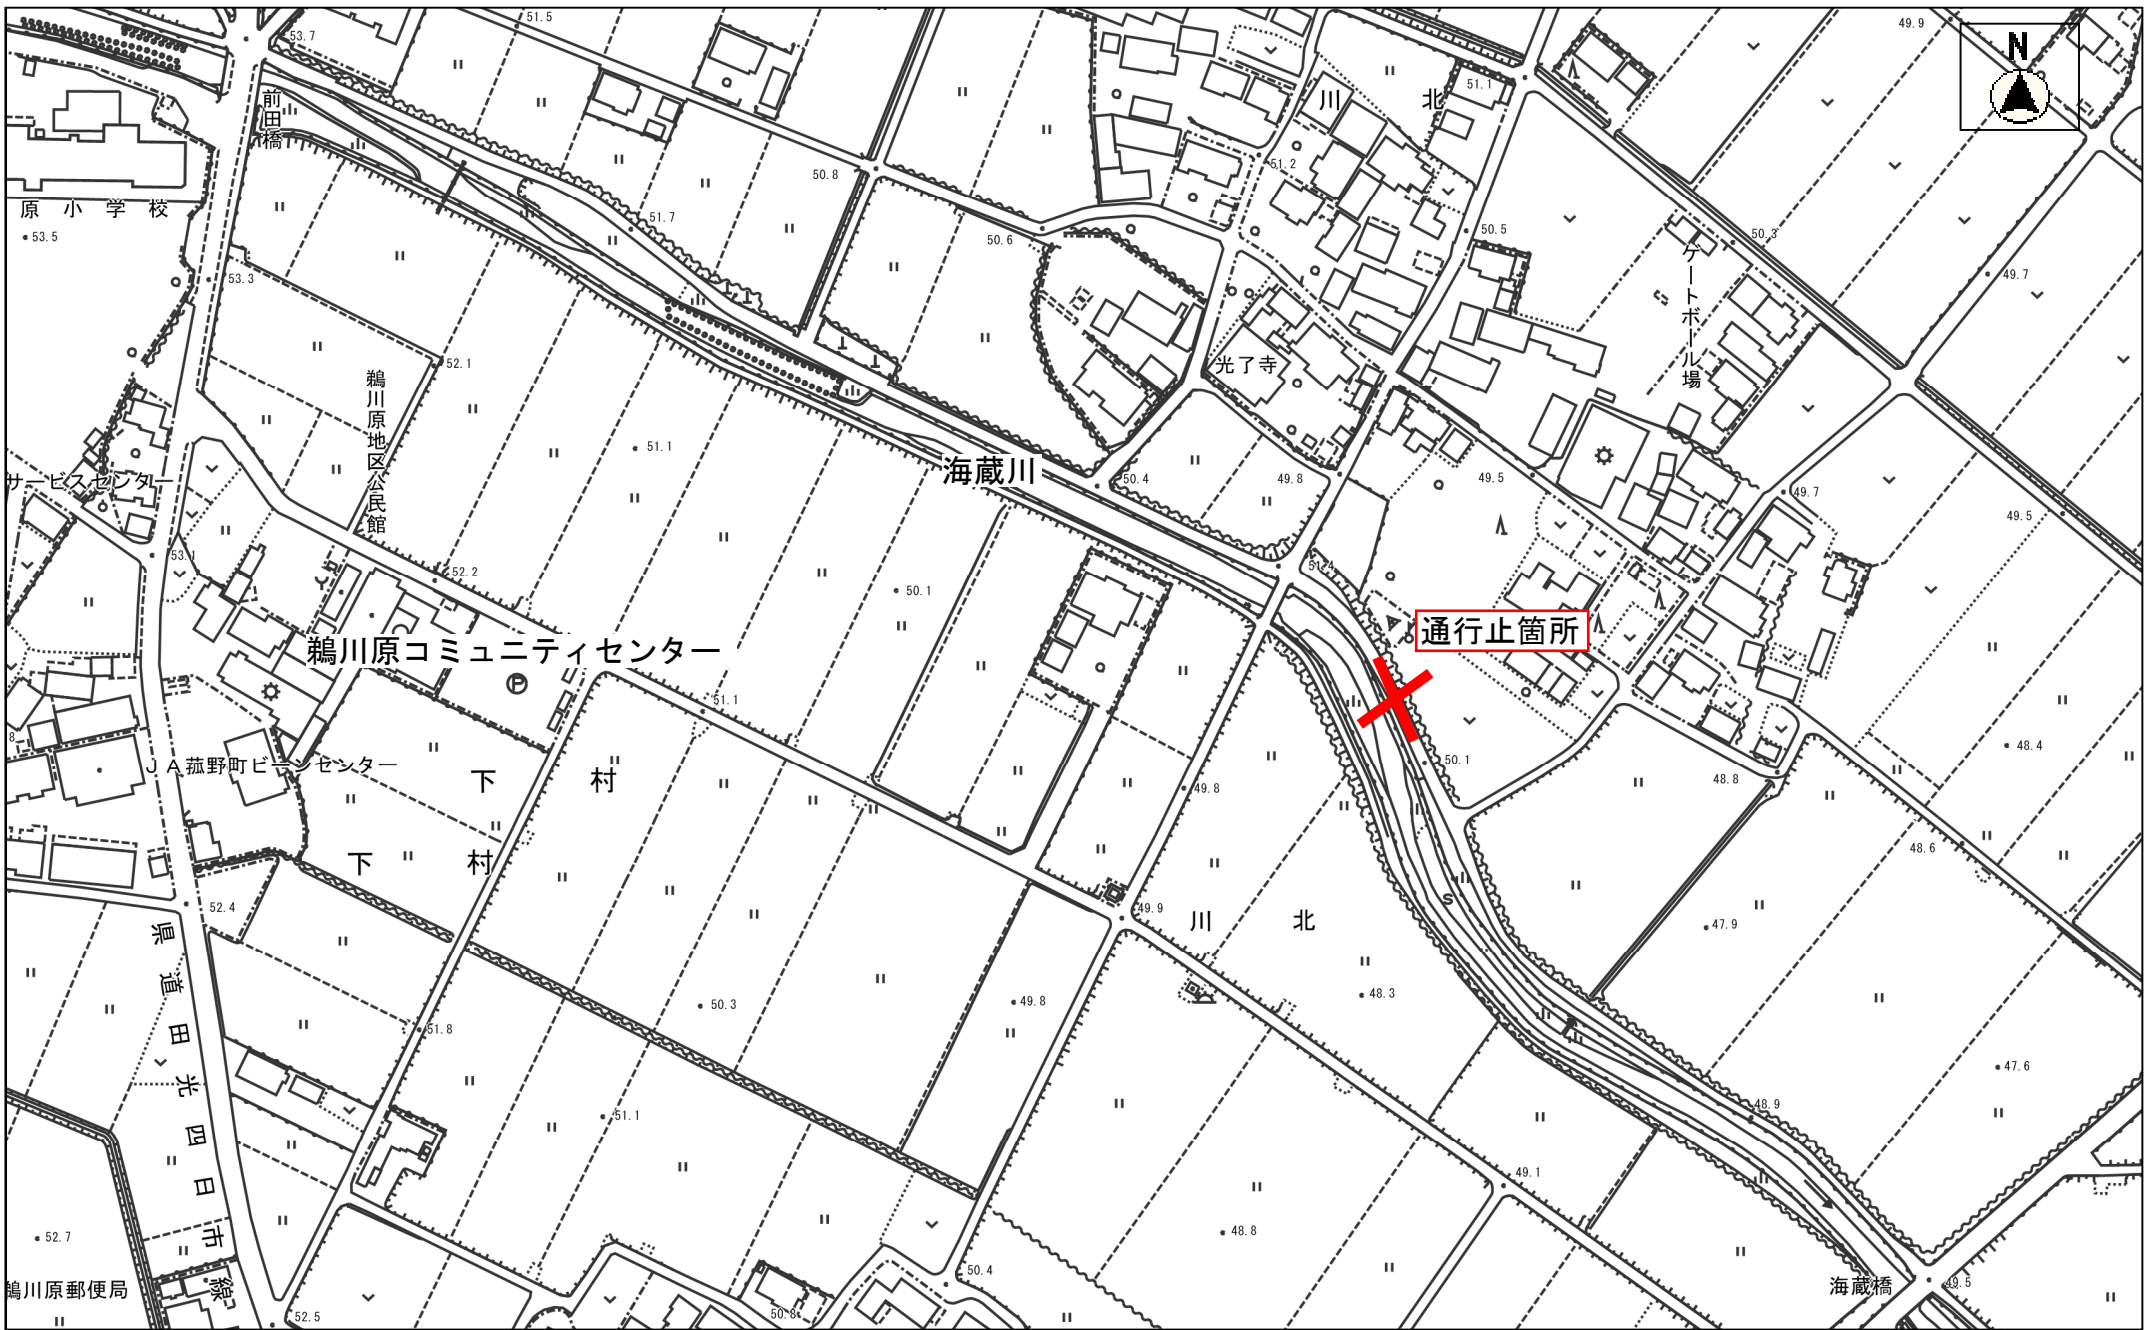 51.5
49.9
53.7
N
前田橋
川北
51.1
51.2
50.8
原小学校
53.5
51.7
50.6
50.5
50.3
49.7
53.3
ゲートボール場
52.1
光了寺
鵜川原地区公民館
51.1
海蔵川
50.4
49.8
49.5
49.7
49.5
サービスセンター
53.1
52.2
50.1
51.4
通行止箇所
鵜川原コミュニティセンター
P
51.1
50.1
48.4
JA菰野町ビーンセンター
下村
49.8
48.8
48.6
下村
52.4
49.9
川北
47.9
県道田光四日市線
50.3
49.8
48.3
S
51.8
47.6
51.1
48.9
49.1
52.7
48.8
50.4
鵜川原郵便局
海蔵橋
49.5
52.5
50.8